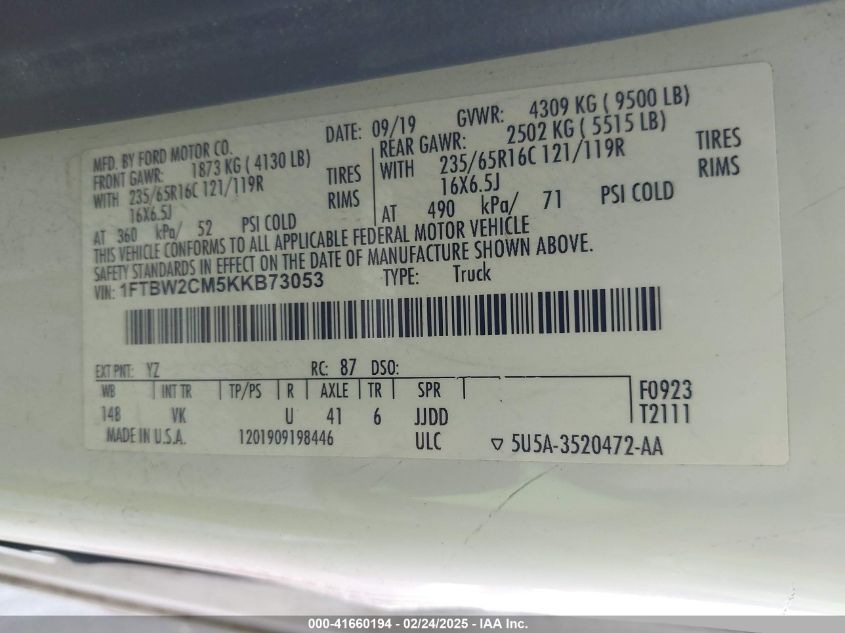 MFD. BY FORD MOTOR CO. DATE: 09/19 GVWR: 4309 KG ( 9500 LB)
FRONT GAWR: 1873 KG ( 4130 LB) REAR GAWR: 2502 KG ( 5515 LB)
WITH 235/65R16C 121/119R TIRES WITH 235/65R16C 121/119R TIRES
16X6.5J RIMS 16X6.5J RIMS
AT 360 kPa/ 52 PSI COLD AT 490 kPa/ 71 PSI COLD
THIS VEHICLE CONFORMS TO ALL APPLICABLE FEDERAL MOTOR VEHICLE
SAFETY STANDARDS IN EFFECT ON THE DATE OF MANUFACTURE SHOWN ABOVE.
VIN: 1FTBW2CM5KKB73053 TYPE: Truck
EXT PNT: YZ RC: 87 DSO:
WB INT TR TP/PS R AXLE TR SPR F0923
148 VK U 41 6 JJDD T2111
MADE IN U.S.A. 1201909198446 ULC ▽ 5U5A-3520472-AA
000-41660194 - 02/24/2025 - IAA Inc.